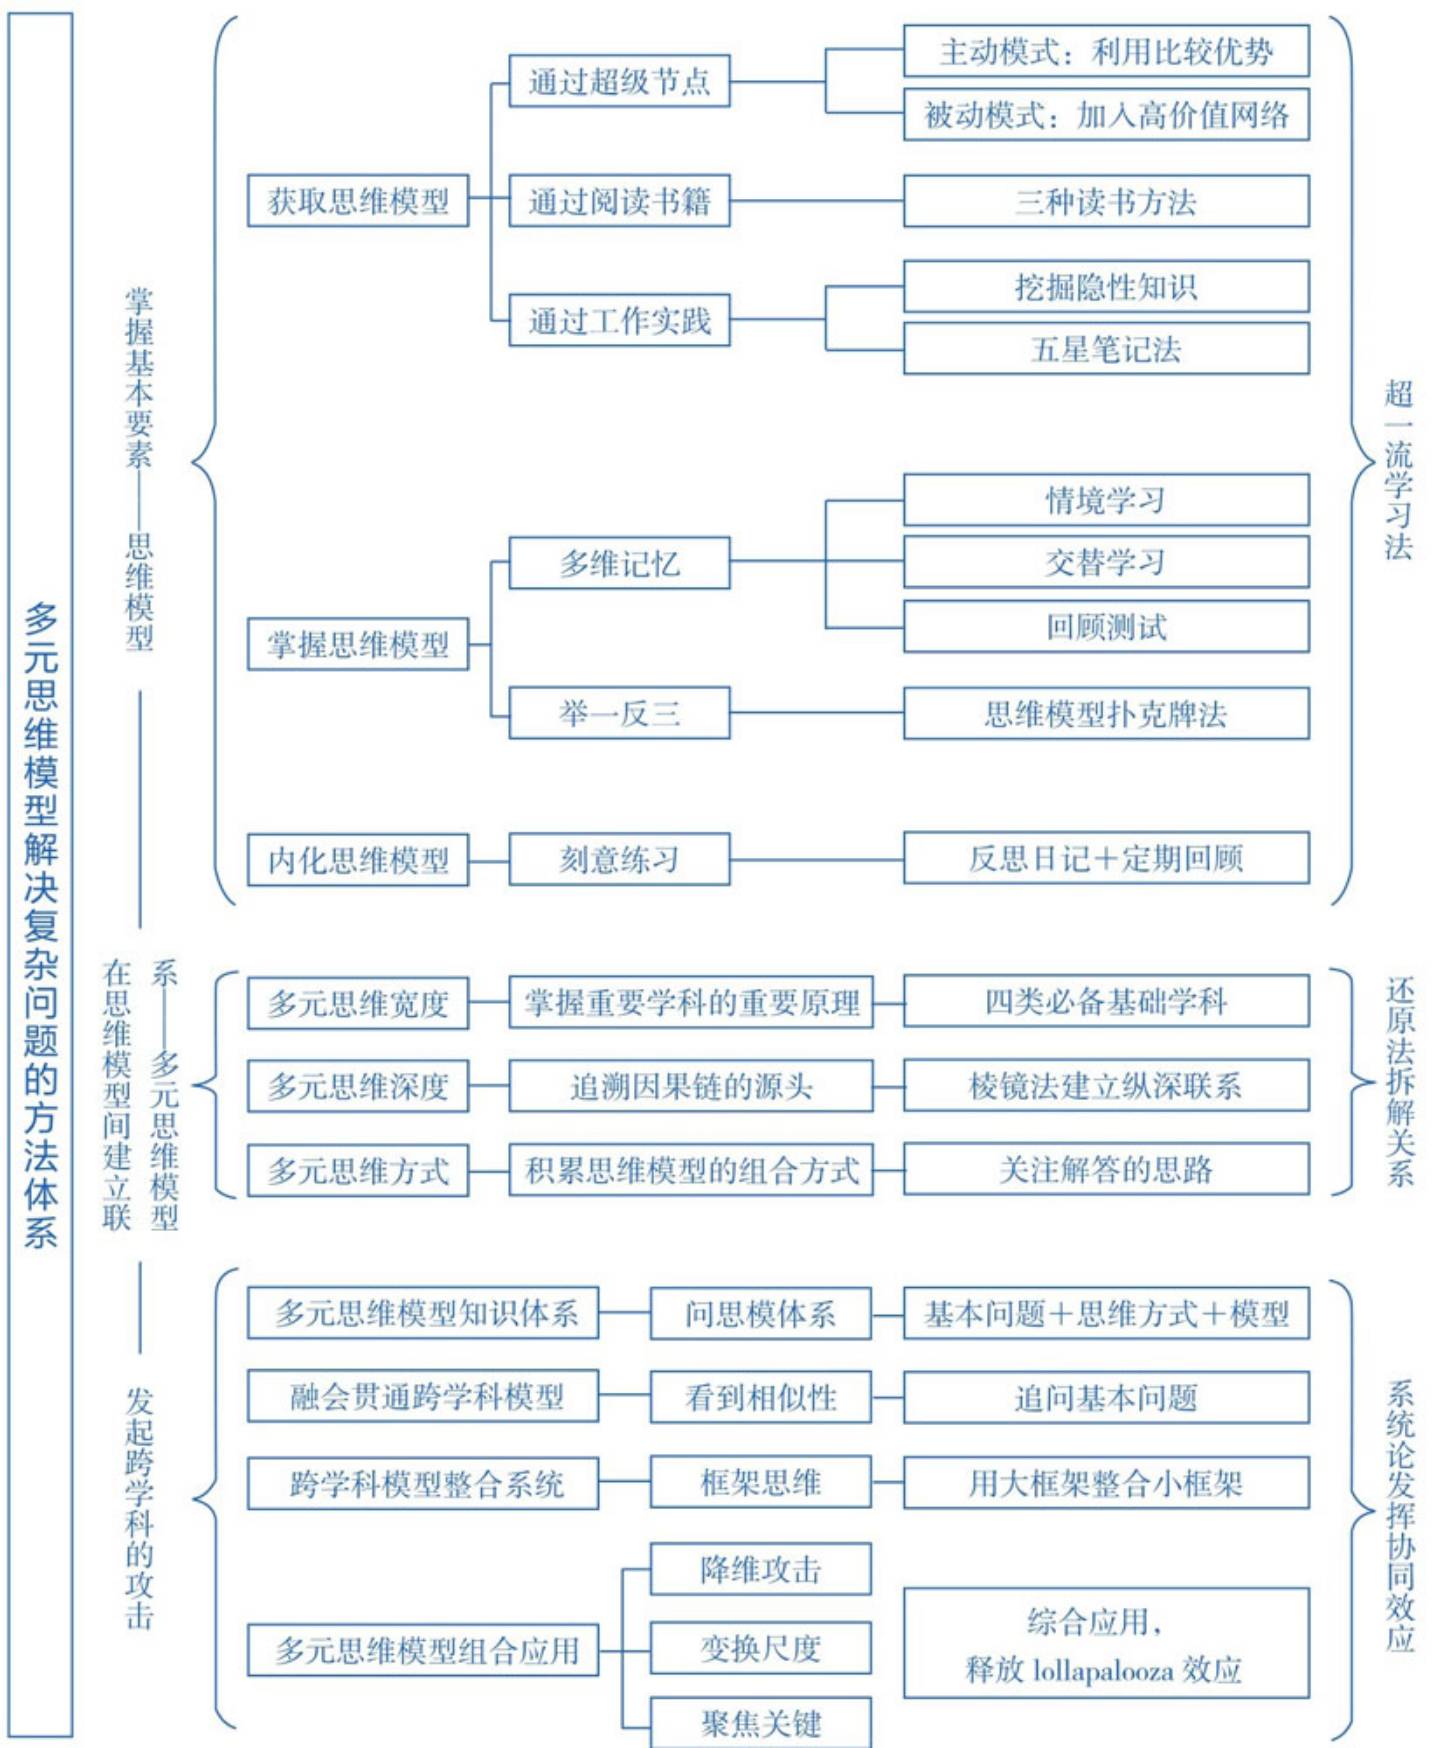 多元思维模型解决复杂问题的方法体系
掌握基本要素——思维模型
获取思维模型
通过超级节点
主动模式：利用比较优势
被动模式：加入高价值网络
通过阅读书籍
三种读书方法
通过工作实践
挖掘隐性知识
五星笔记法
掌握思维模型
多维记忆
情境学习
交替学习
回顾测试
举一反三
思维模型扑克牌法
内化思维模型
刻意练习
反思日记＋定期回顾
超一流学习法
在思维模型间建立联
系——多元思维模型
多元思维宽度
掌握重要学科的重要原理
四类必备基础学科
多元思维深度
追溯因果链的源头
棱镜法建立纵深联系
多元思维方式
积累思维模型的组合方式
关注解答的思路
还原法拆解关系
发起跨学科的攻击
多元思维模型知识体系
问思模体系
基本问题＋思维方式＋模型
融会贯通跨学科模型
看到相似性
追问基本问题
跨学科模型整合系统
框架思维
用大框架整合小框架
多元思维模型组合应用
降维攻击
变换尺度
聚焦关键
综合应用，
释放 lollapalooza 效应
系统论发挥协同效应